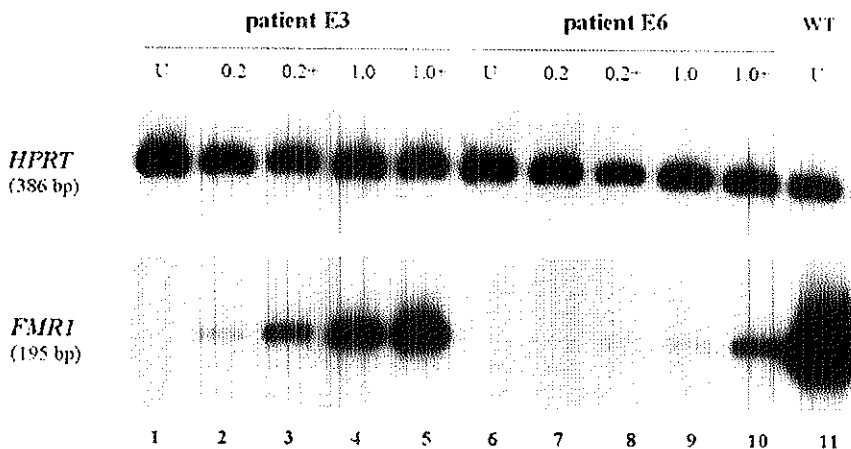 patient E3 patient E6 WT
U 0.2 0.2+ 1.0 1.0+ U 0.2 0.2+ 1.0 1.0+ U
HPRT
(386 bp)
FMR1
(195 bp)
1 2 3 4 5 6 7 8 9 10 11